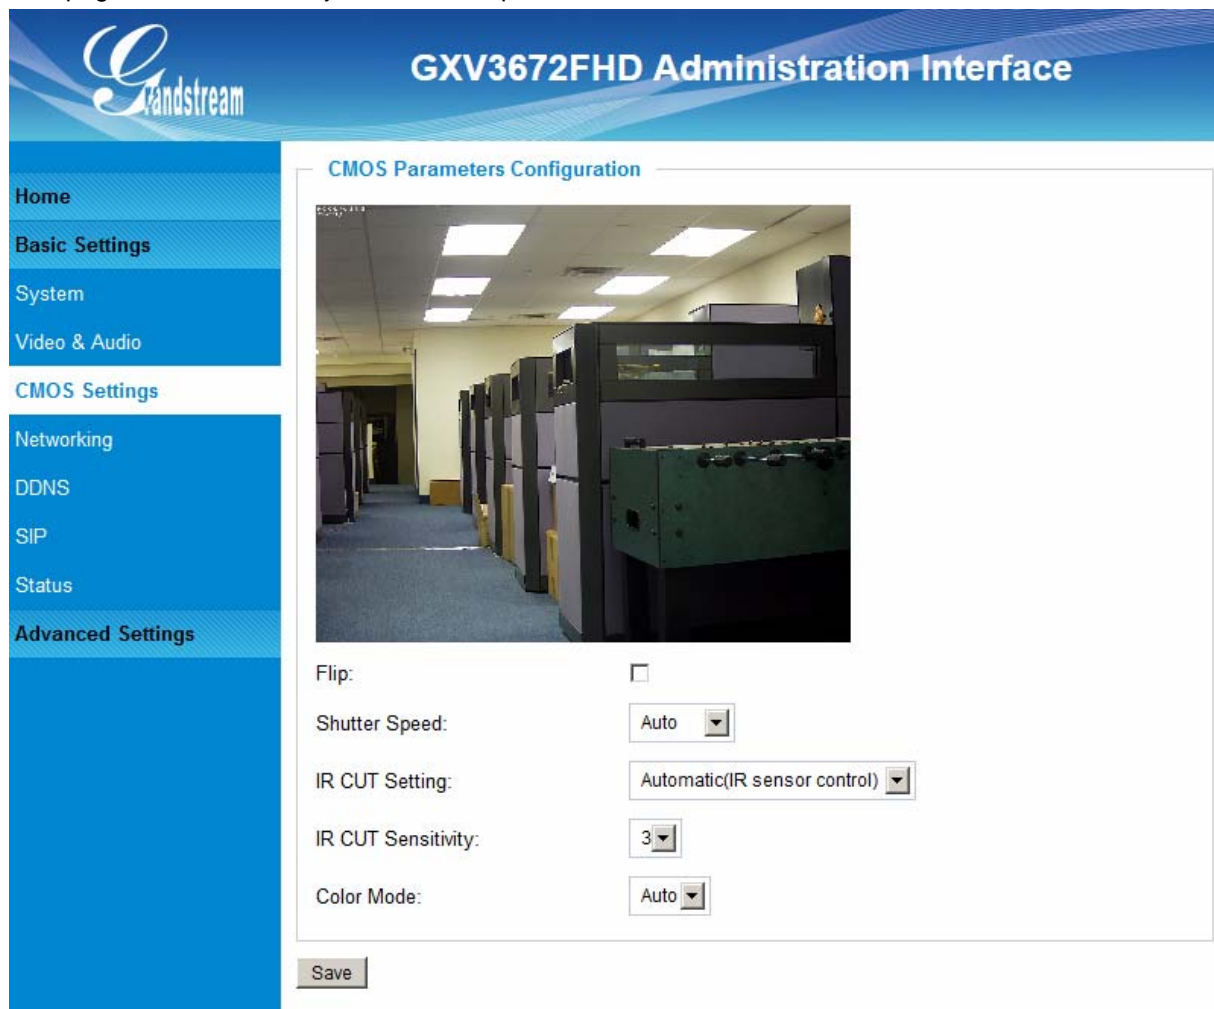 Grandstream
GXV3672FHD Administration Interface
Home
Basic Settings
System
Video & Audio
CMOS Settings
Networking
DDNS
SIP
Status
Advanced Settings
CMOS Parameters Configuration
Flip:
Shutter Speed: Auto
IR CUT Setting: Automatic(IR sensor control)
IR CUT Sensitivity: 3
Color Mode: Auto
Save